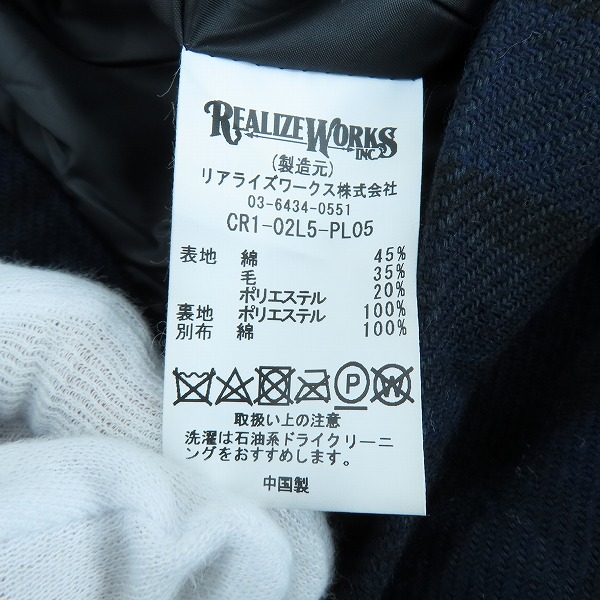 REALIZEWORKS
INC.
(製造元)
リアライズワークス株式会社
03-6434-0551
CR1-02L5-PL05
表地 綿 45%
毛 35%
ポリエステル 20%
裏地 ポリエステル 100%
別布 綿 100%
P W
取扱い上の注意
洗濯は石油系ドライクリーニ
ングをおすすめします。
中国製